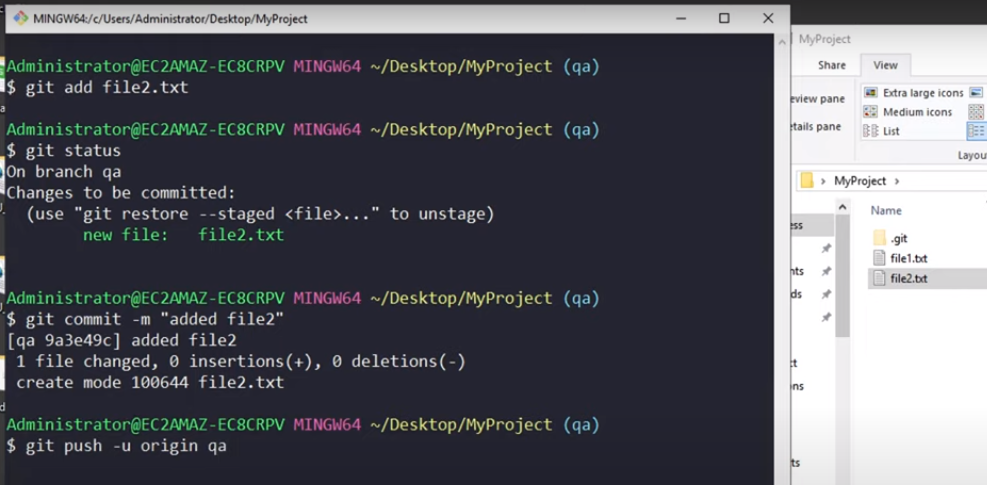 MINGW64:/c/Users/Administrator/Desktop/MyProject
Administrator@EC2AMAZ-EC8CRPV MINGW64 ~/Desktop/MyProject (qa)
$ git add file2.txt
Administrator@EC2AMAZ-EC8CRPV MINGW64 ~/Desktop/MyProject (qa)
$ git status
On branch qa
Changes to be committed:
(use "git restore --staged <file>..." to unstage)
new file: file2.txt
Administrator@EC2AMAZ-EC8CRPV MINGW64 ~/Desktop/MyProject (qa)
$ git commit -m "added file2"
[qa 9a3e49c] added file2
1 file changed, 0 insertions(+), 0 deletions(-)
create mode 100644 file2.txt
Administrator@EC2AMAZ-EC8CRPV MINGW64 ~/Desktop/MyProject (qa)
$ git push -u origin qa
MyProject
Share View
eview pane
etails pane
Extra large icons
Medium icons
List
Layou
MyProject
Name
.git
file1.txt
file2.txt